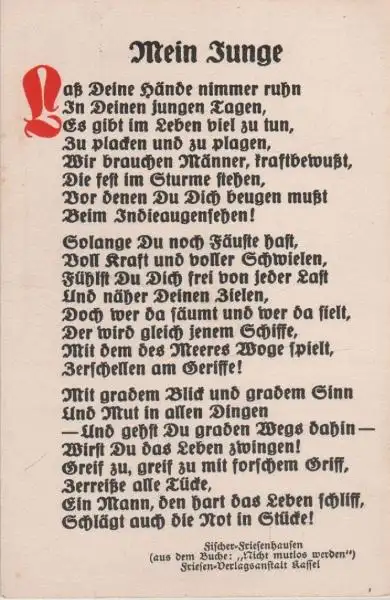 Mein Junge
Laß Deine Hände nimmer ruhn
In Deinen jungen Tagen,
Es gibt im Leben viel zu tun,
Zu placken und zu plagen,
Wir brauchen Männer, kraftbewußt,
Die fest im Sturme stehen,
Vor denen Du Dich beugen mußt
Beim Indieaugensehen!
Solange Du noch Fäuste hast,
Voll Kraft und voller Schwielen,
Fühlst Du Dich frei von jeder Last
Und näher Deinen Zielen,
Doch wer da säumt und wer da sielt,
Der wird gleich jenem Schiffe,
Mit dem des Meeres Woge spielt,
Zerschellen am Geriffe!
Mit gradem Blick und gradem Sinn
Und Mut in allen Dingen
—Und gehst Du graden Wegs dahin—
Wirst Du das Leben zwingen!
Greif zu, greif zu mit forschem Griff,
Zerreiße alle Tücke,
Ein Mann, den hart das Leben schliff,
Schlägt auch die Not in Stücke!
Fischer-Friesenhausen
(aus dem Buche: „Nicht mutlos werden")
Friesen-Verlagsanstalt Kassel